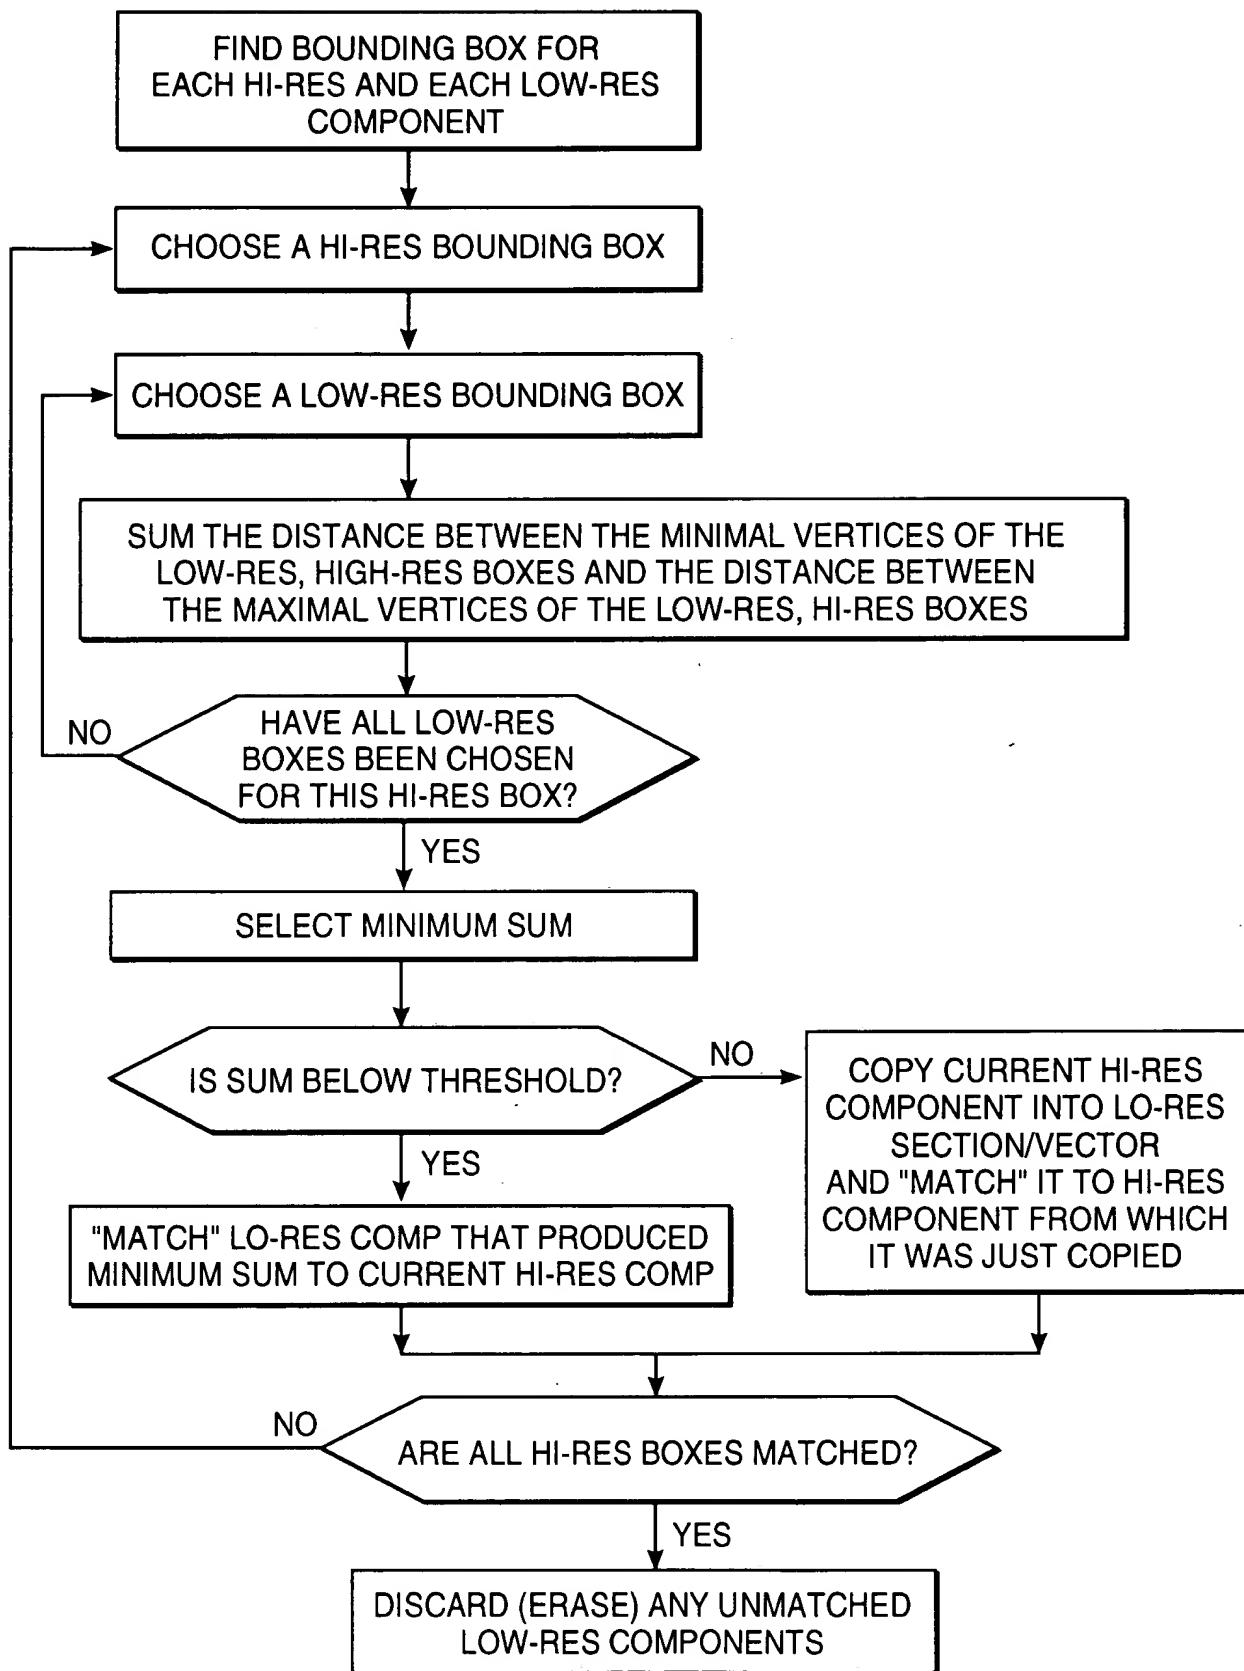 FIND BOUNDING BOX FOR
EACH HI-RES AND EACH LOW-RES
COMPONENT
CHOOSE A HI-RES BOUNDING BOX
CHOOSE A LOW-RES BOUNDING BOX
SUM THE DISTANCE BETWEEN THE MINIMAL VERTICES OF THE
LOW-RES, HIGH-RES BOXES AND THE DISTANCE BETWEEN
THE MAXIMAL VERTICES OF THE LOW-RES, HI-RES BOXES
NO
HAVE ALL LOW-RES
BOXES BEEN CHOSEN
FOR THIS HI-RES BOX?
YES
SELECT MINIMUM SUM
IS SUM BELOW THRESHOLD?
NO
COPY CURRENT HI-RES
COMPONENT INTO LO-RES
SECTION/VECTOR
AND "MATCH" IT TO HI-RES
COMPONENT FROM WHICH
IT WAS JUST COPIED
YES
"MATCH" LO-RES COMP THAT PRODUCED
MINIMUM SUM TO CURRENT HI-RES COMP
NO
ARE ALL HI-RES BOXES MATCHED?
YES
DISCARD (ERASE) ANY UNMATCHED
LOW-RES COMPONENTS